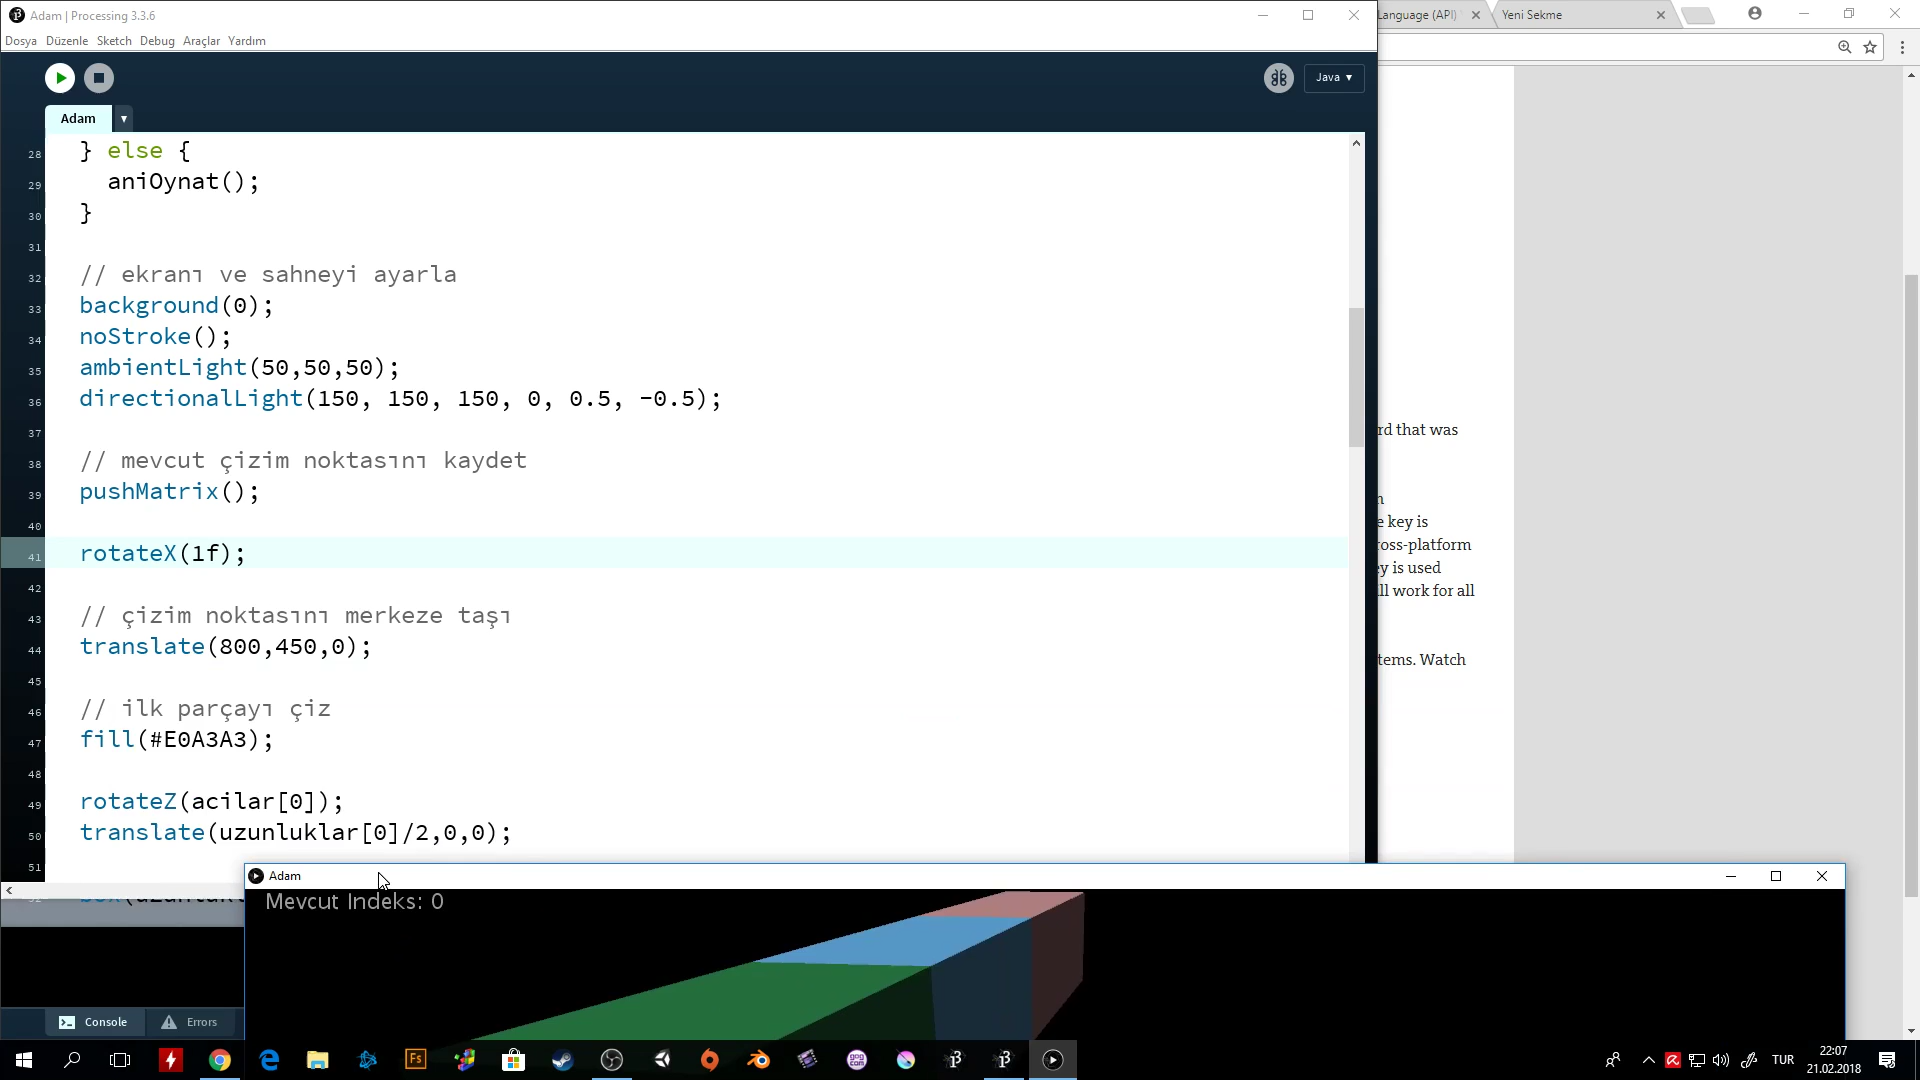 Adam | Processing 3.3.6
Dosya Düzenle Sketch Debug Araçlar Yardım
Java
Adam
28 } else {
29 aniOynat();
30 }
31
32 // ekranı ve sahneyi ayarla
33 background(0);
34 noStroke();
35 ambientLight(50,50,50);
36 directionalLight(150, 150, 150, 0, 0.5, -0.5);
37
38 // mevcut çizim noktasını kaydet
39 pushMatrix();
40
41 rotateX(1f);
42
43 // çizim noktasını merkeze taşı
44 translate(800,450,0);
45
46 // ilk parçayı çiz
47 fill(#E0A3A3);
48
49 rotateZ(acilar[0]);
50 translate(uzunluklar[0]/2,0,0);
51
Console Errors
Language (API)
Yeni Sekme
rd that was
e key is
ross-platform
ey is used
ll work for all
tems. Watch
Adam
Mevcut Indeks: 0
Fs
GOG.COM
TUR
22:07
21.02.2018